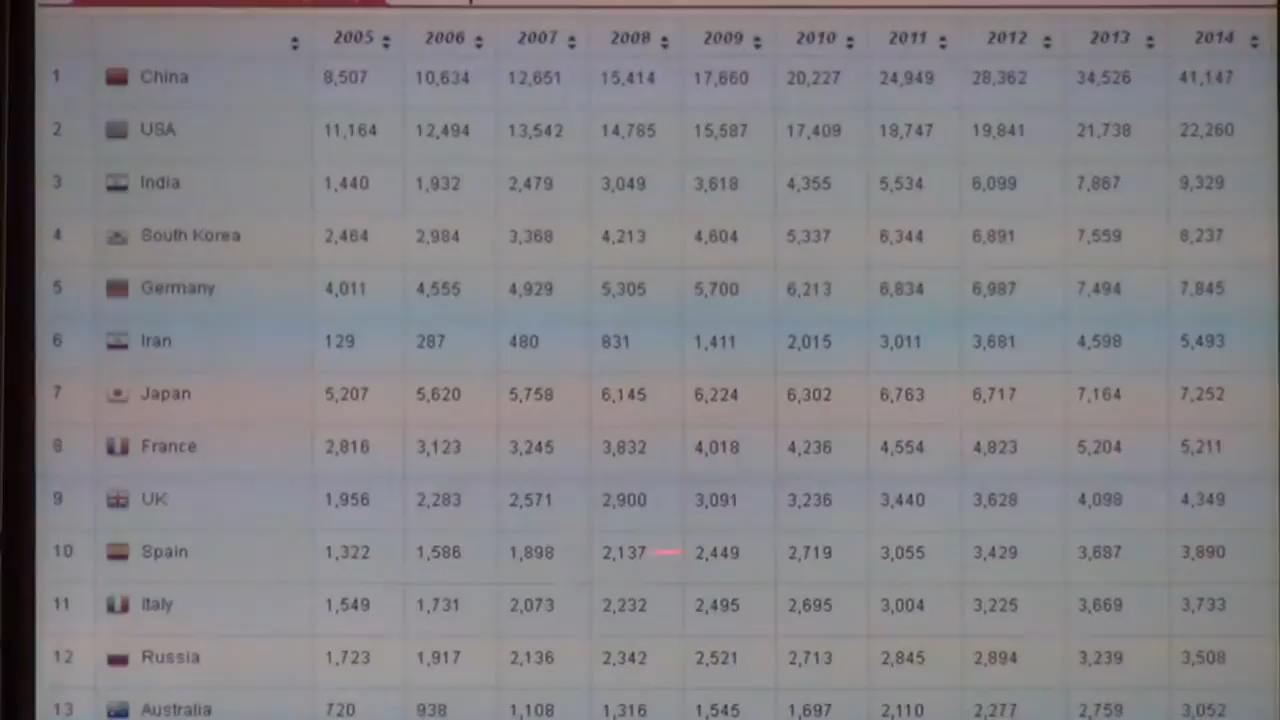 2005 2006 2007 2008 2009 2010 2011 2012 2013 2014
1 China 8,507 10,634 12,651 15,414 17,660 20,227 24,949 28,362 34,526 41,147
2 USA 11,164 12,494 13,542 14,785 15,587 17,409 18,747 19,841 21,738 22,260
3 India 1,440 1,932 2,479 3,049 3,618 4,355 5,534 6,099 7,867 9,329
4 South Korea 2,464 2,984 3,368 4,213 4,604 5,337 6,344 6,891 7,559 8,237
5 Germany 4,011 4,555 4,929 5,305 5,700 6,213 6,834 6,987 7,494 7,845
6 Iran 129 287 480 831 1,411 2,015 3,011 3,681 4,598 5,493
7 Japan 5,207 5,620 5,758 6,145 6,224 6,302 6,763 6,717 7,164 7,252
8 France 2,816 3,123 3,245 3,832 4,018 4,236 4,554 4,823 5,204 5,211
9 UK 1,956 2,283 2,571 2,900 3,091 3,236 3,440 3,628 4,098 4,349
10 Spain 1,322 1,586 1,898 2,137 2,449 2,719 3,055 3,429 3,687 3,890
11 Italy 1,549 1,731 2,073 2,232 2,495 2,695 3,004 3,225 3,669 3,733
12 Russia 1,723 1,917 2,136 2,342 2,521 2,713 2,845 2,894 3,239 3,508
13 Australia 720 938 1,108 1,316 1,545 1,697 2,110 2,277 2,759 3,052